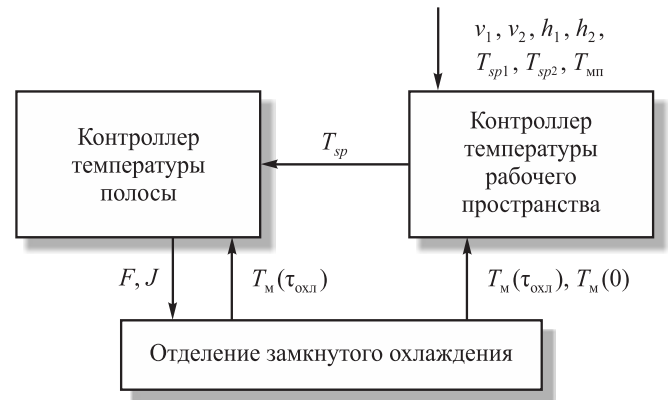 v₁, v₂, h₁, h₂,
Tsp1, Tsp2, Tмп
Контроллер
температуры
полосы
Tsp
Контроллер
температуры
рабочего
пространства
F, J
Tм(τохл)
Tм(τохл), Tм(0)
Отделение замкнутого охлаждения